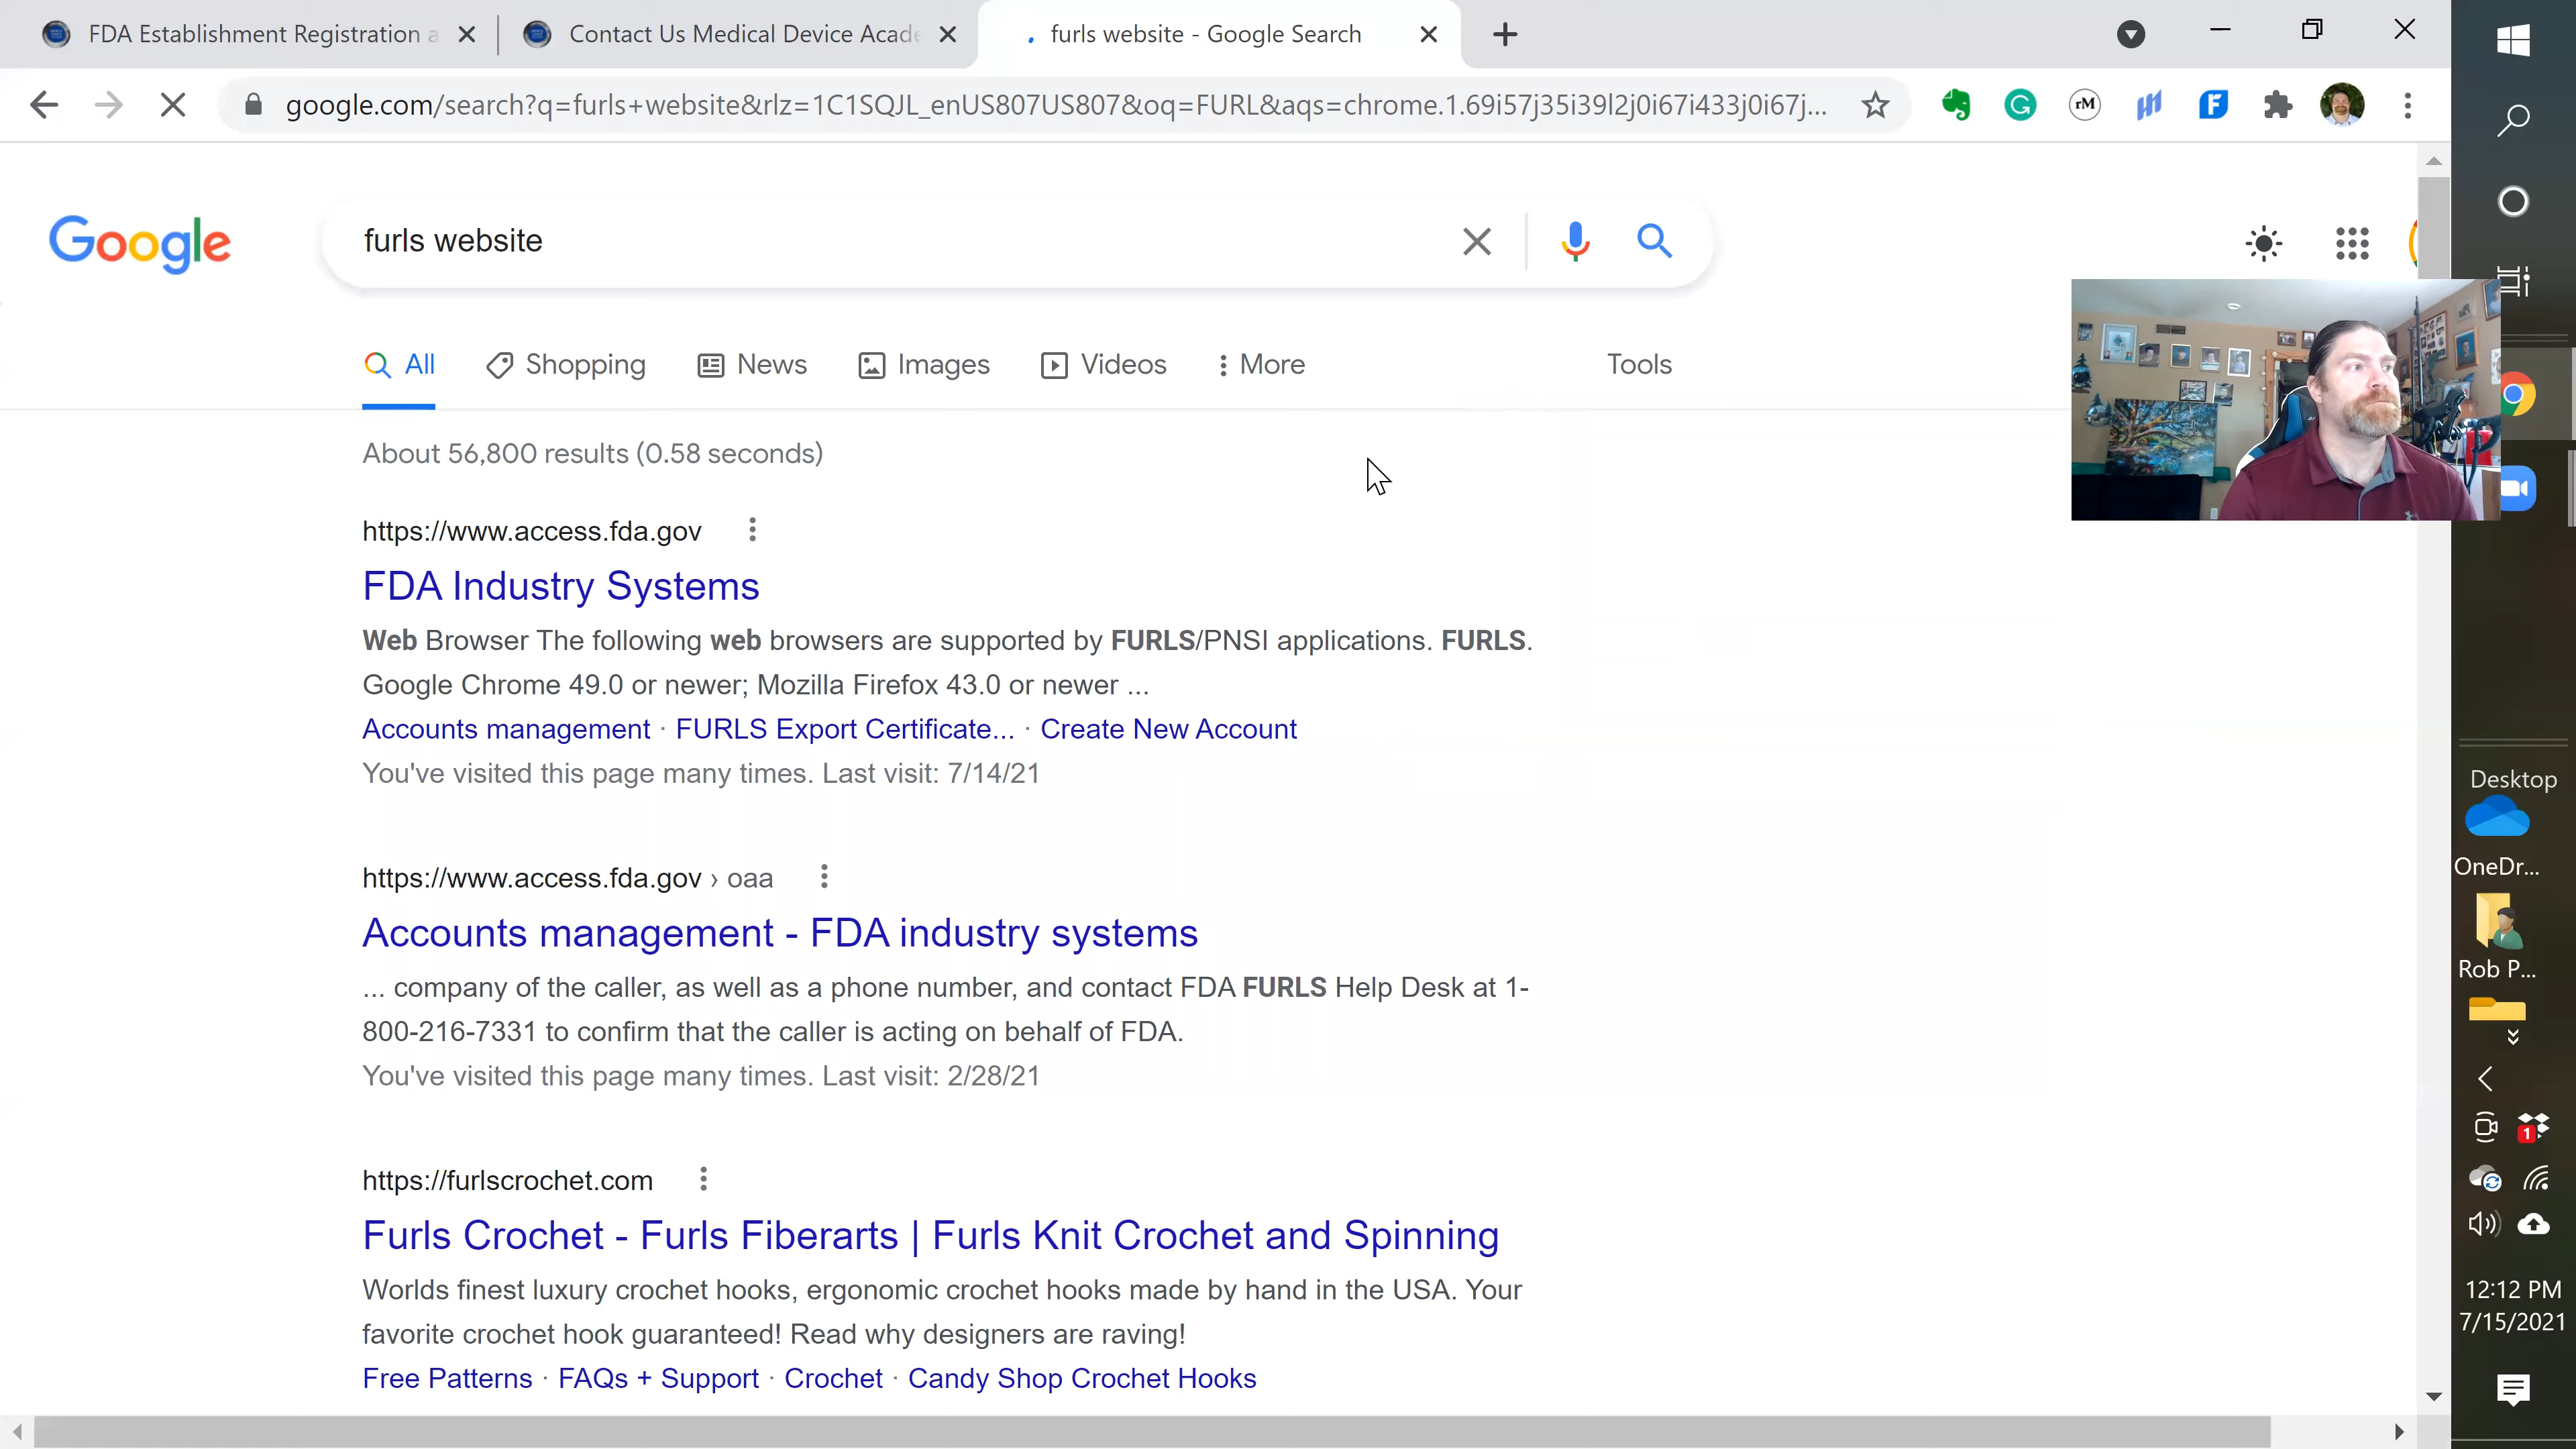 FDA Establishment Registration a
Contact Us Medical Device Acade
furls website - Google Search
google.com/search?q=furls+website&rlz=1C1SQJL_enUS807US807&oq=FURL&aqs=chrome.1.69i57j35i39l2j0i67i433j0i67j...
rM
Google
furls website
All
Shopping
News
Images
Videos
More
Tools
About 56,800 results (0.58 seconds)
https://www.access.fda.gov
FDA Industry Systems
Web Browser The following web browsers are supported by FURLS/PNSI applications. FURLS.
Google Chrome 49.0 or newer; Mozilla Firefox 43.0 or newer ...
Accounts management · FURLS Export Certificate... · Create New Account
You've visited this page many times. Last visit: 7/14/21
https://www.access.fda.gov › oaa
Accounts management - FDA industry systems
... company of the caller, as well as a phone number, and contact FDA FURLS Help Desk at 1-
800-216-7331 to confirm that the caller is acting on behalf of FDA.
You've visited this page many times. Last visit: 2/28/21
https://furlscrochet.com
Furls Crochet - Furls Fiberarts | Furls Knit Crochet and Spinning
Worlds finest luxury crochet hooks, ergonomic crochet hooks made by hand in the USA. Your
favorite crochet hook guaranteed! Read why designers are raving!
Free Patterns · FAQs + Support · Crochet · Candy Shop Crochet Hooks
Desktop
OneDr...
Rob P...
1
12:12 PM
7/15/2021